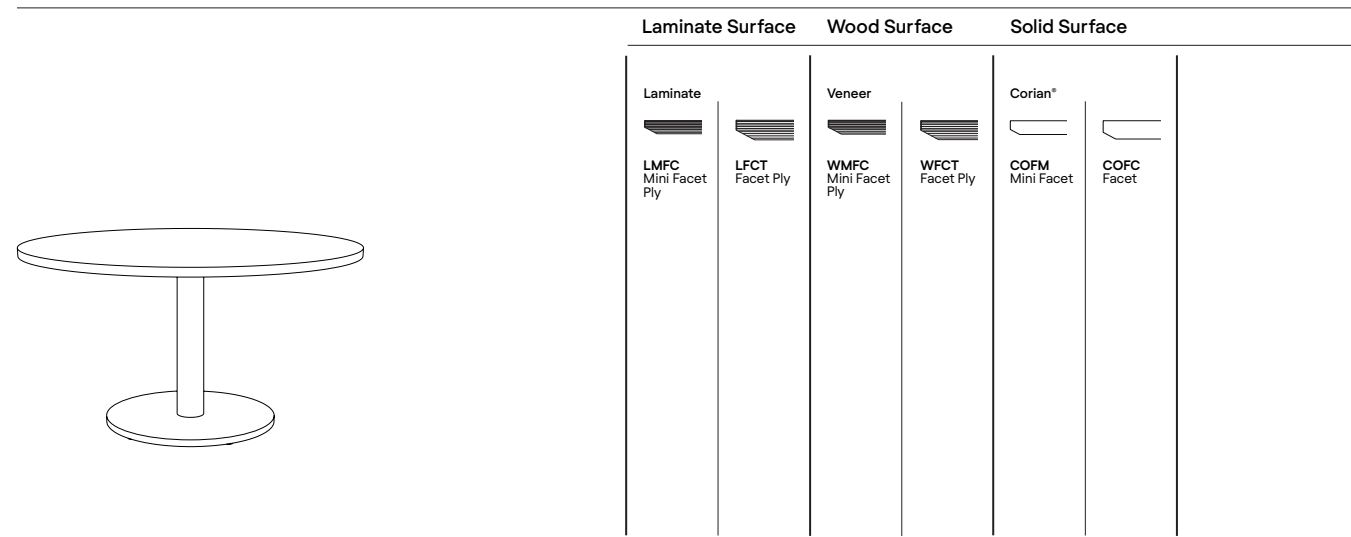 Laminate Surface
Wood Surface
Solid Surface
Laminate
Veneer
Corian®
LMFC
Mini Facet
Ply
LFCT
Facet Ply
WMFC
Mini Facet
Ply
WFCT
Facet Ply
COFM
Mini Facet
COFC
Facet